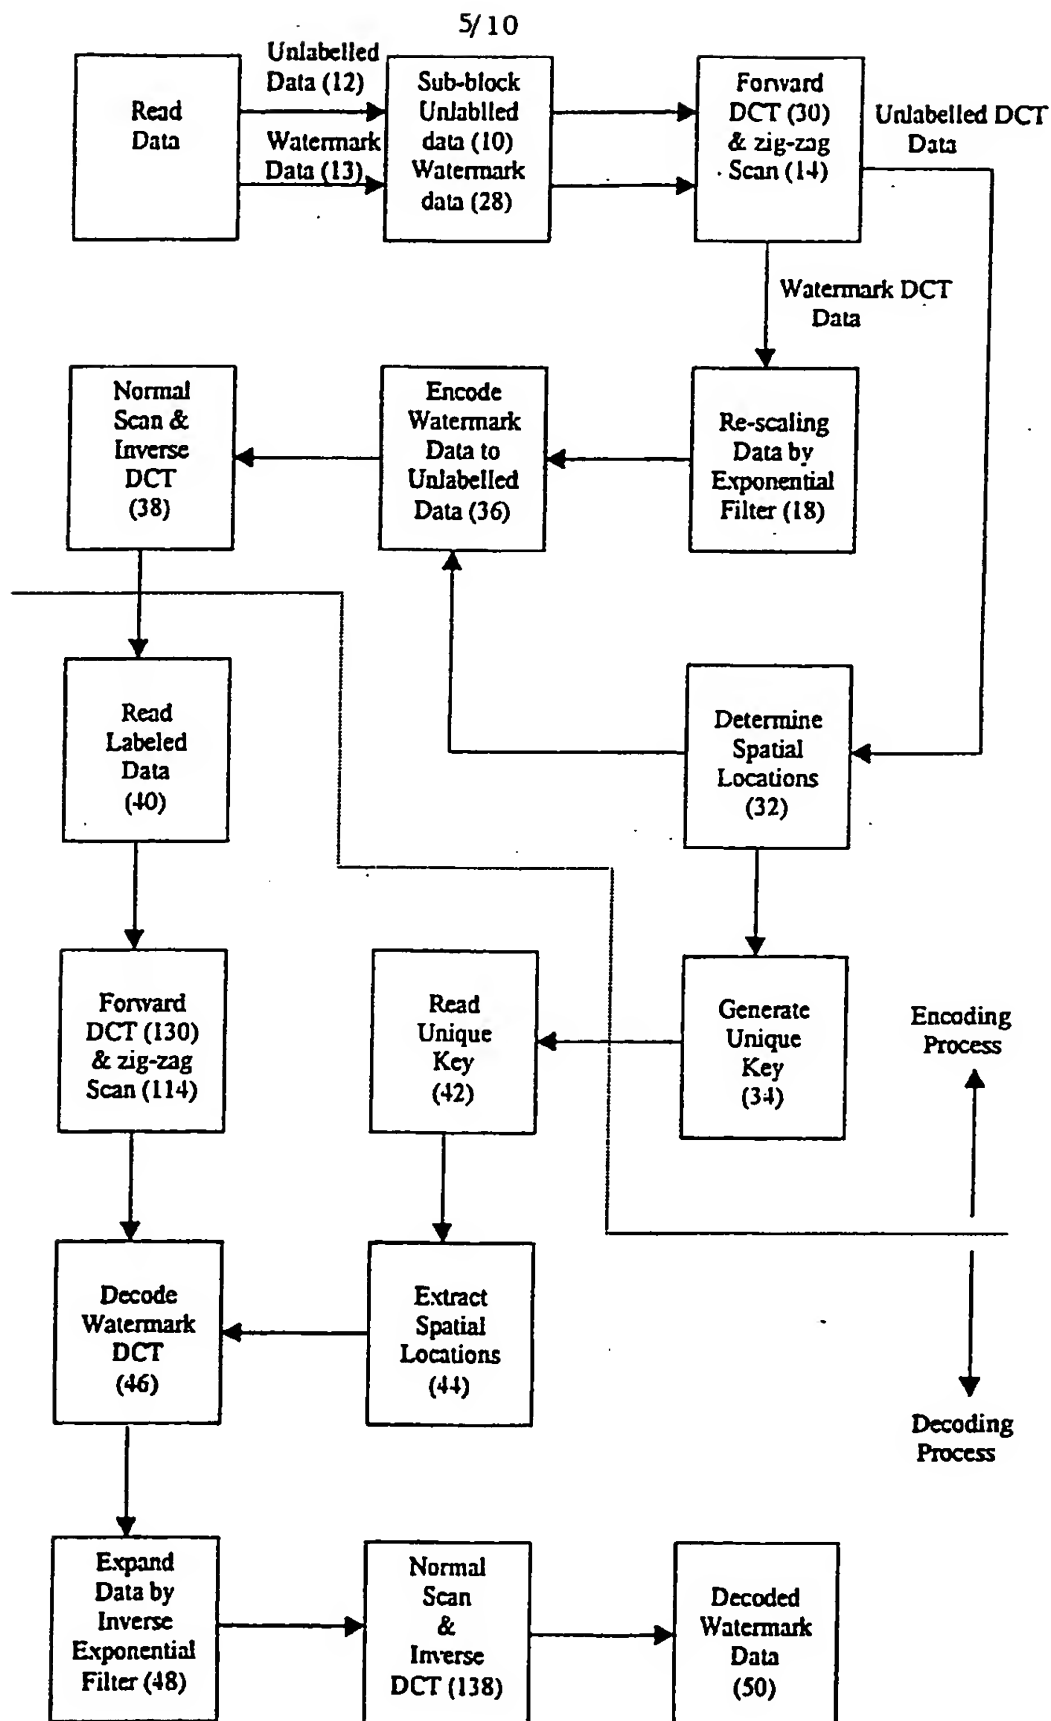 5/10
Read
Data
Unlabelled
Data (12)
Watermark
Data (13)
Sub-block
Unlablled
data (10)
Watermark
data (28)
Forward
DCT (30)
& zig-zag
Scan (14)
Unlabelled DCT
Data
Watermark DCT
Data
Normal
Scan &
Inverse
DCT
(38)
Encode
Watermark
Data to
Unlabelled
Data (36)
Re-scaling
Data by
Exponential
Filter (18)
Read
Labeled
Data
(40)
Determine
Spatial
Locations
(32)
Forward
DCT (130)
& zig-zag
Scan (114)
Read
Unique
Key
(42)
Generate
Unique
Key
(34)
Encoding
Process
Decode
Watermark
DCT
(46)
Extract
Spatial
Locations
(44)
Decoding
Process
Expand
Data by
Inverse
Exponential
Filter (48)
Normal
Scan
&
Inverse
DCT (138)
Decoded
Watermark
Data
(50)